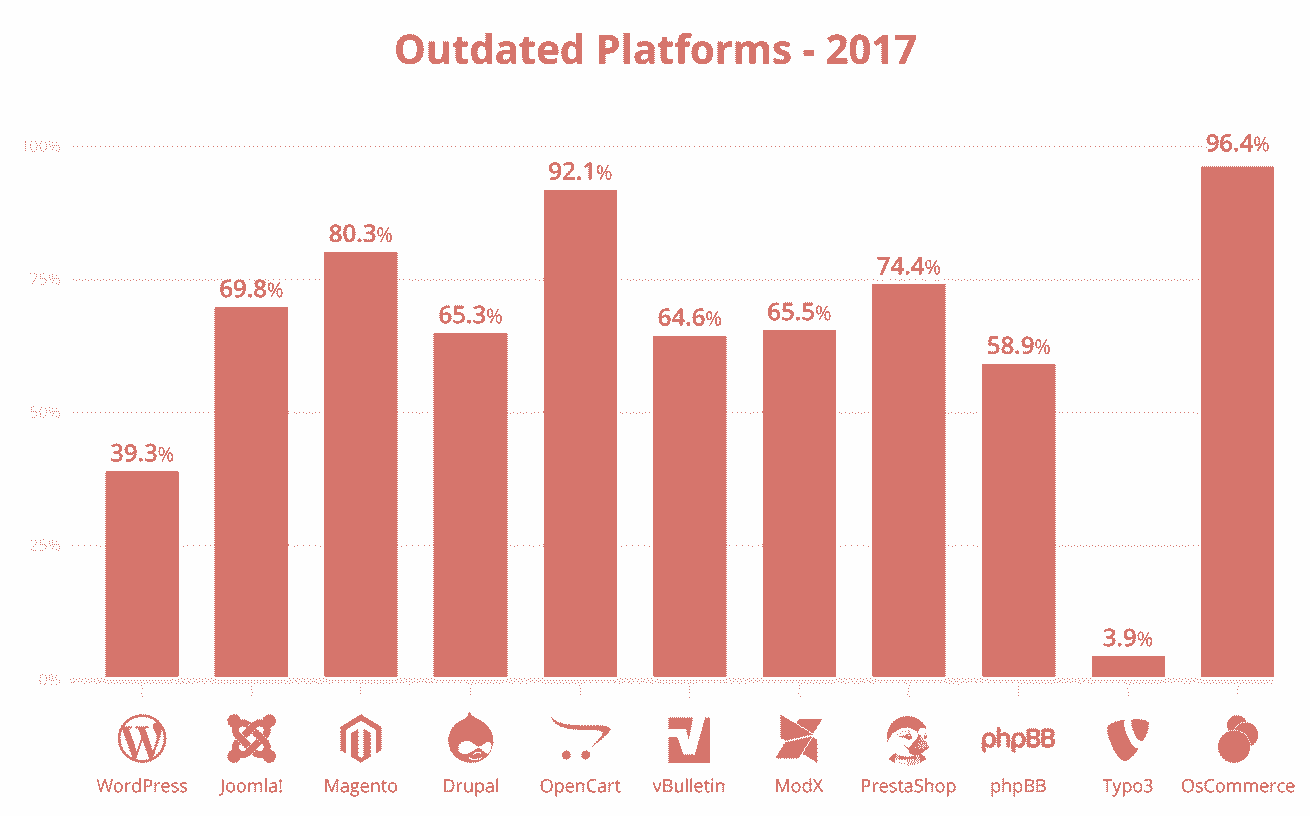 Outdated Platforms - 2017
100%
75%
50%
25%
0%
39.3%
69.8%
80.3%
65.3%
92.1%
64.6%
65.5%
74.4%
58.9%
3.9%
96.4%
phpBB
WordPress
Joomla!
Magento
Drupal
OpenCart
vBulletin
ModX
PrestaShop
phpBB
Typo3
OsCommerce